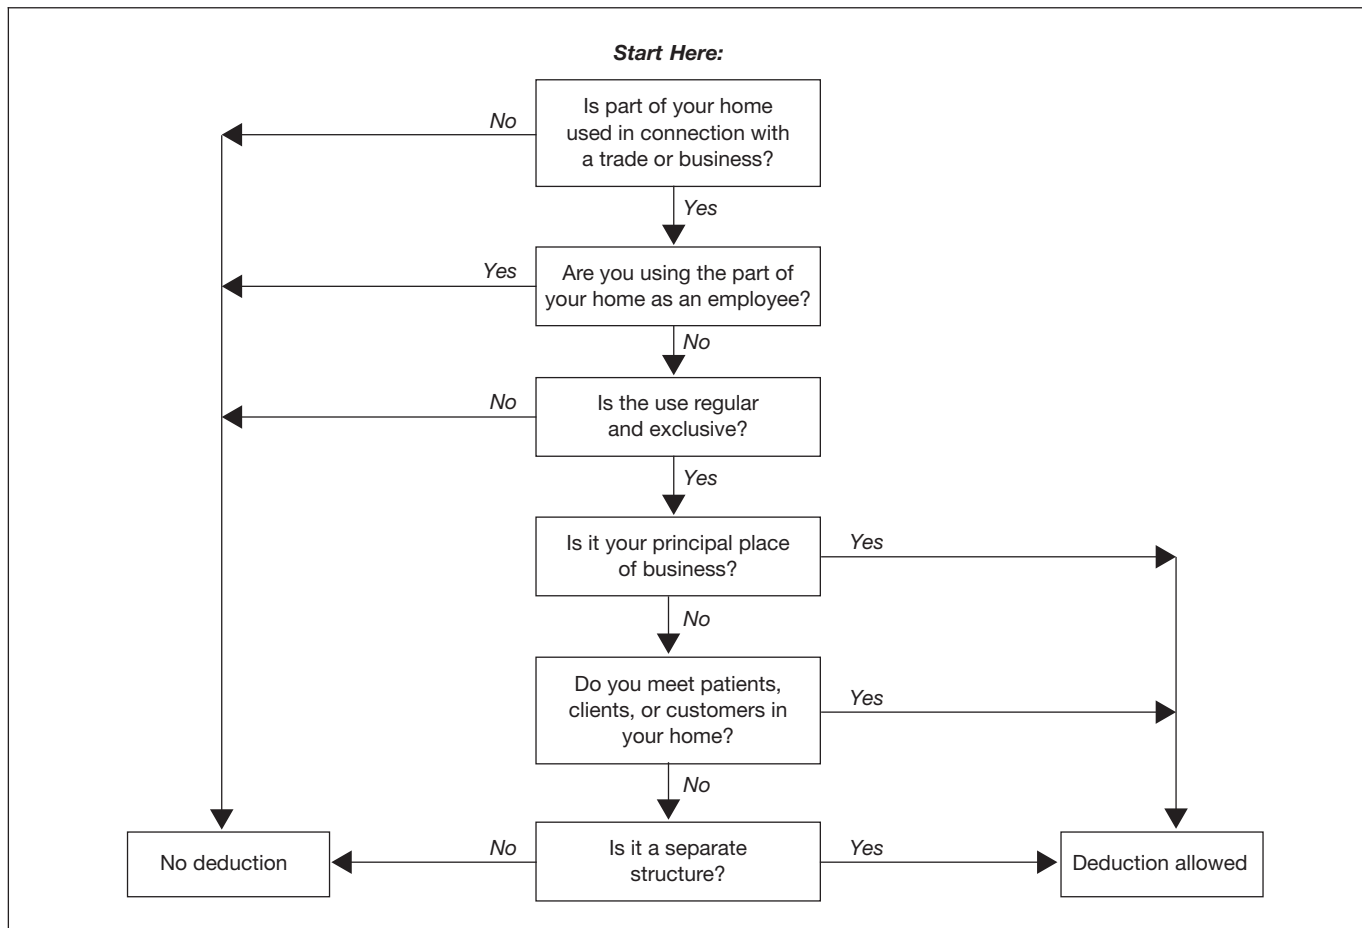 Start Here:
Is part of your home
used in connection with
a trade or business?
No
Yes
Are you using the part of
your home as an employee?
Yes
No
Is the use regular
and exclusive?
No
Yes
Is it your principal place
of business?
Yes
No
Do you meet patients,
clients, or customers in
your home?
Yes
No
Is it a separate
structure?
No
Yes
No deduction
Deduction allowed